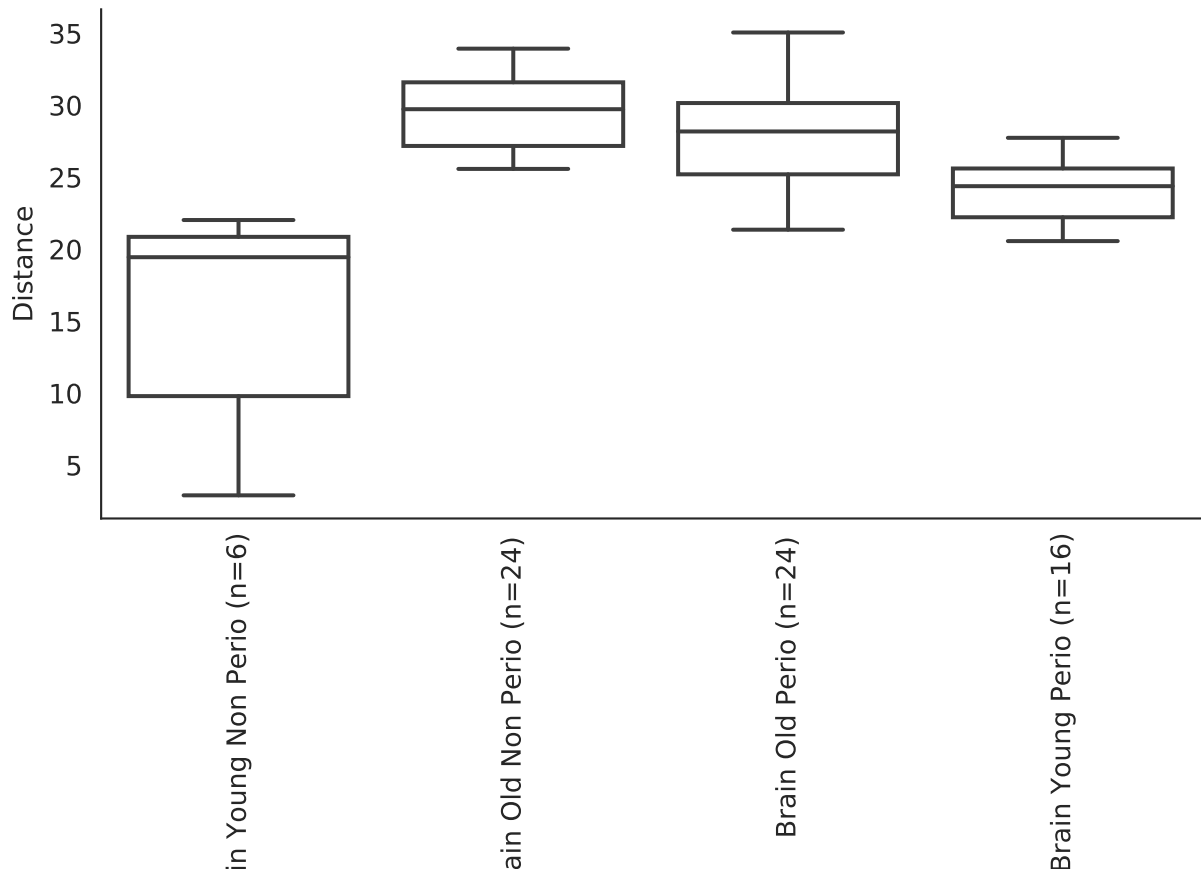 35
30
25
20
15
10
5
Distance
in Young Non Perio (n=6)
ain Old Non Perio (n=24)
Brain Old Perio (n=24)
Brain Young Perio (n=16)